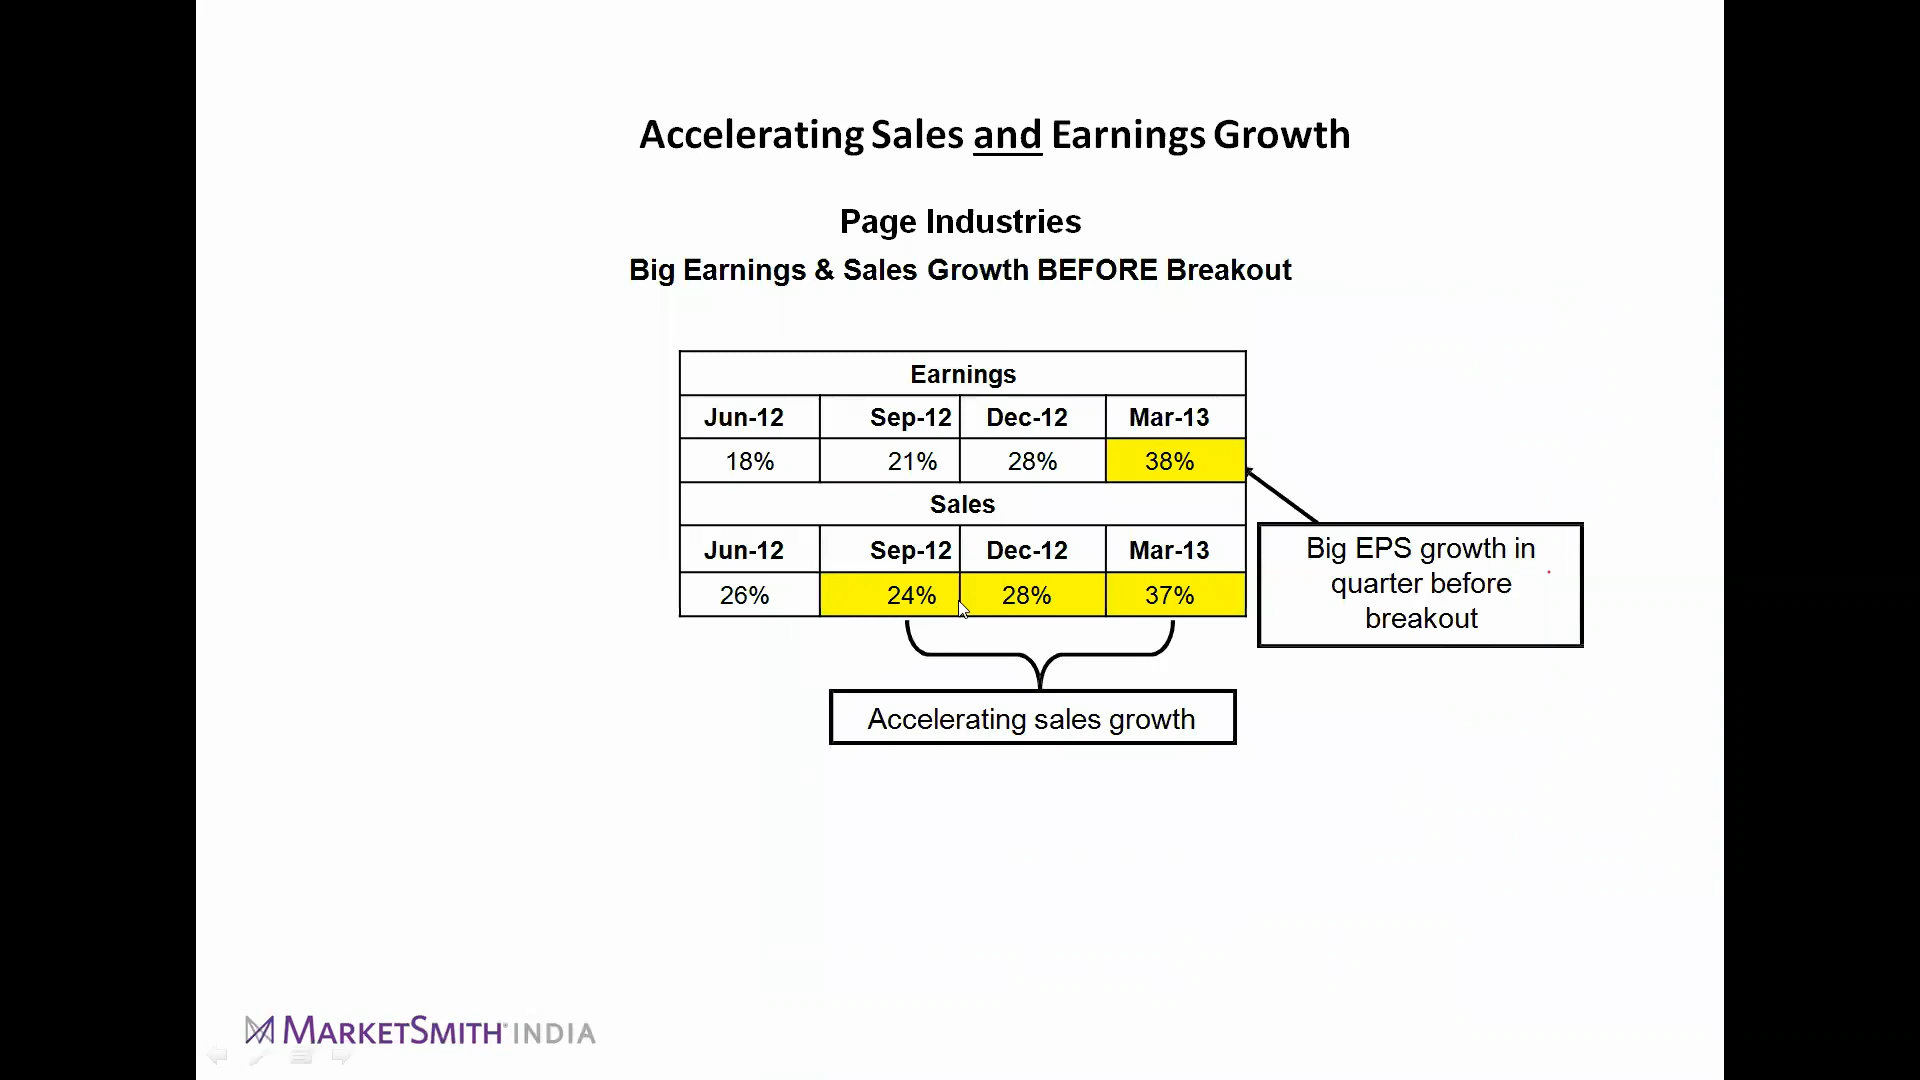 Accelerating Sales and Earnings Growth
Page Industries
Big Earnings & Sales Growth BEFORE Breakout
Earnings
Jun-12 Sep-12 Dec-12 Mar-13
18% 21% 28% 38%
Sales
Jun-12 Sep-12 Dec-12 Mar-13
26% 24% 28% 37%
Big EPS growth in
quarter before
breakout
Accelerating sales growth
MARKETSMITH INDIA